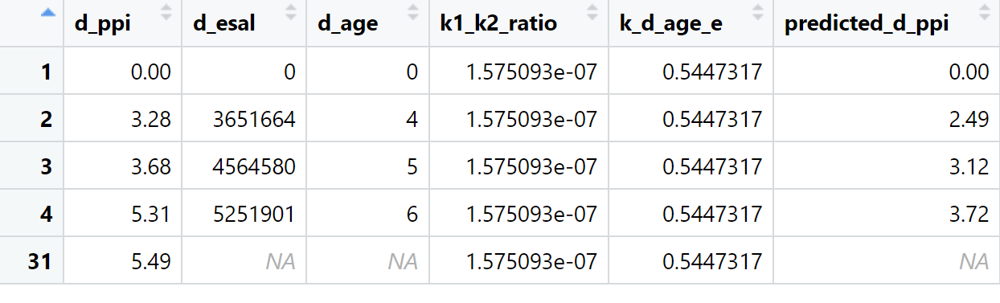 d_ppi d_esal d_age k1_k2_ratio k_d_age_e predicted_d_ppi
1 0.00 0 0 1.575093e-07 0.5447317 0.00
2 3.28 3651664 4 1.575093e-07 0.5447317 2.49
3 3.68 4564580 5 1.575093e-07 0.5447317 3.12
4 5.31 5251901 6 1.575093e-07 0.5447317 3.72
31 5.49 NA NA 1.575093e-07 0.5447317 NA